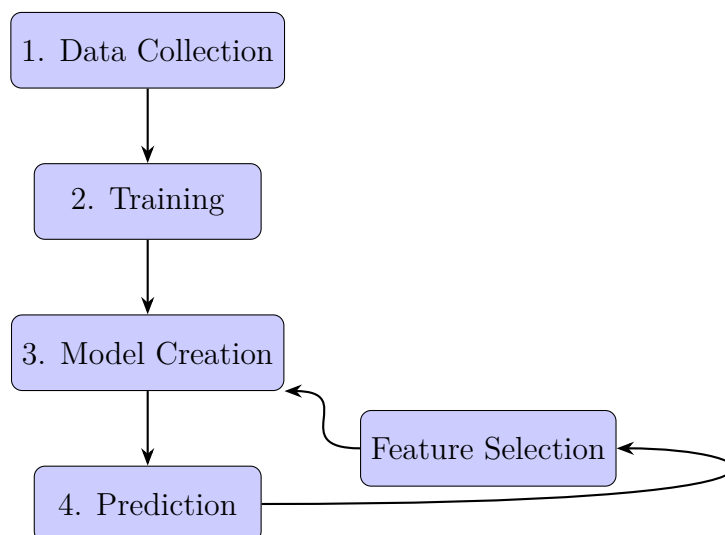 1. Data Collection
2. Training
3. Model Creation
Feature Selection
4. Prediction